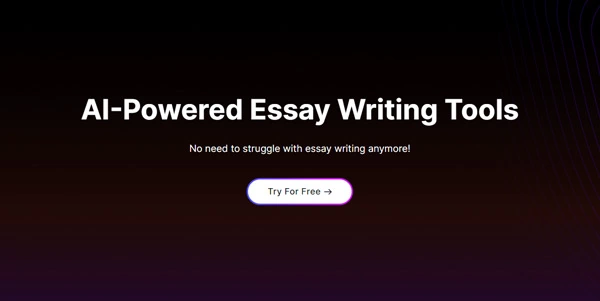 AI-Powered Essay Writing Tools
No need to struggle with essay writing anymore!
Try For Free →